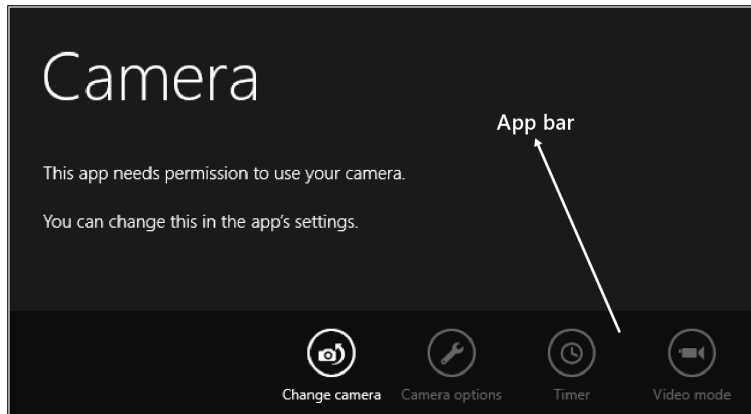 Camera
App bar
This app needs permission to use your camera.
You can change this in the app's settings.
Change camera
Camera options
Timer
Video mode